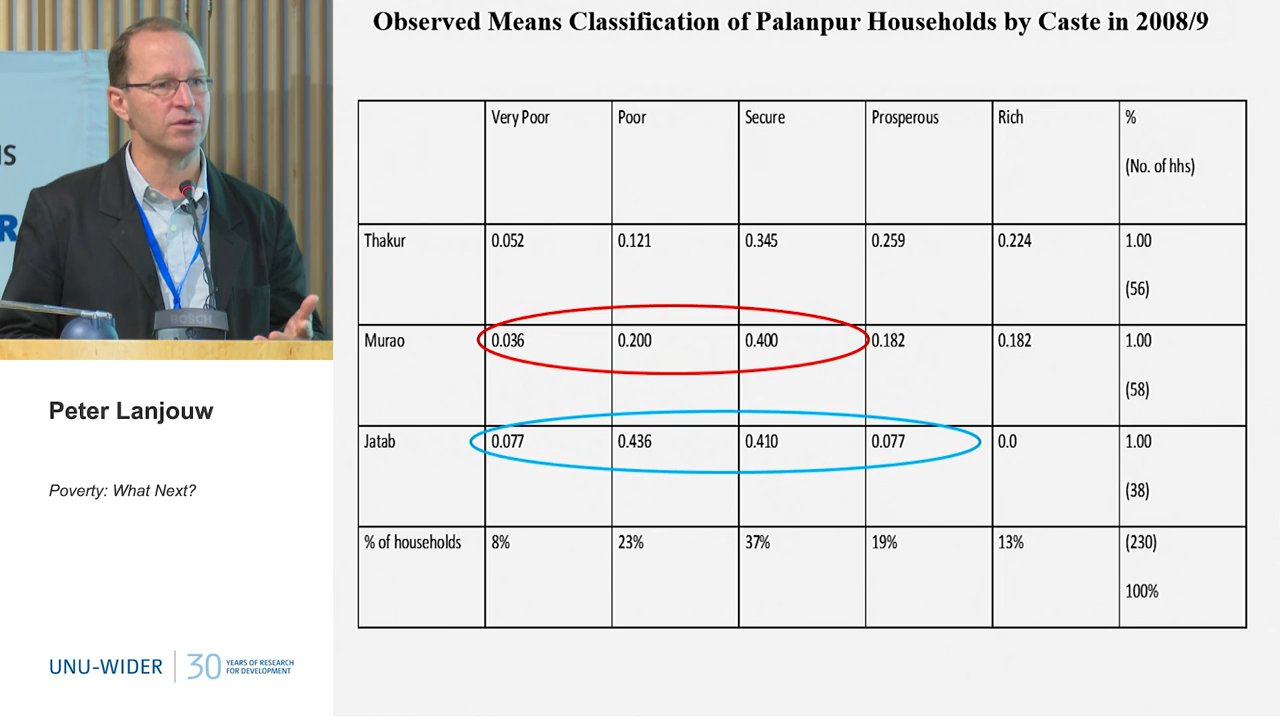 Observed Means Classification of Palanpur Households by Caste in 2008/9
Very Poor Poor Secure Prosperous Rich %
(No. of hhs)
Thakur 0.052 0.121 0.345 0.259 0.224 1.00
(56)
Murao 0.036 0.200 0.400 0.182 0.182 1.00
(58)
Jatab 0.077 0.436 0.410 0.077 0.0 1.00
(38)
% of households 8% 23% 37% 19% 13% (230)
100%
S
R
BOSCH
Peter Lanjouw
Poverty: What Next?
UNU-WIDER
30 YEARS OF RESEARCH
FOR DEVELOPMENT